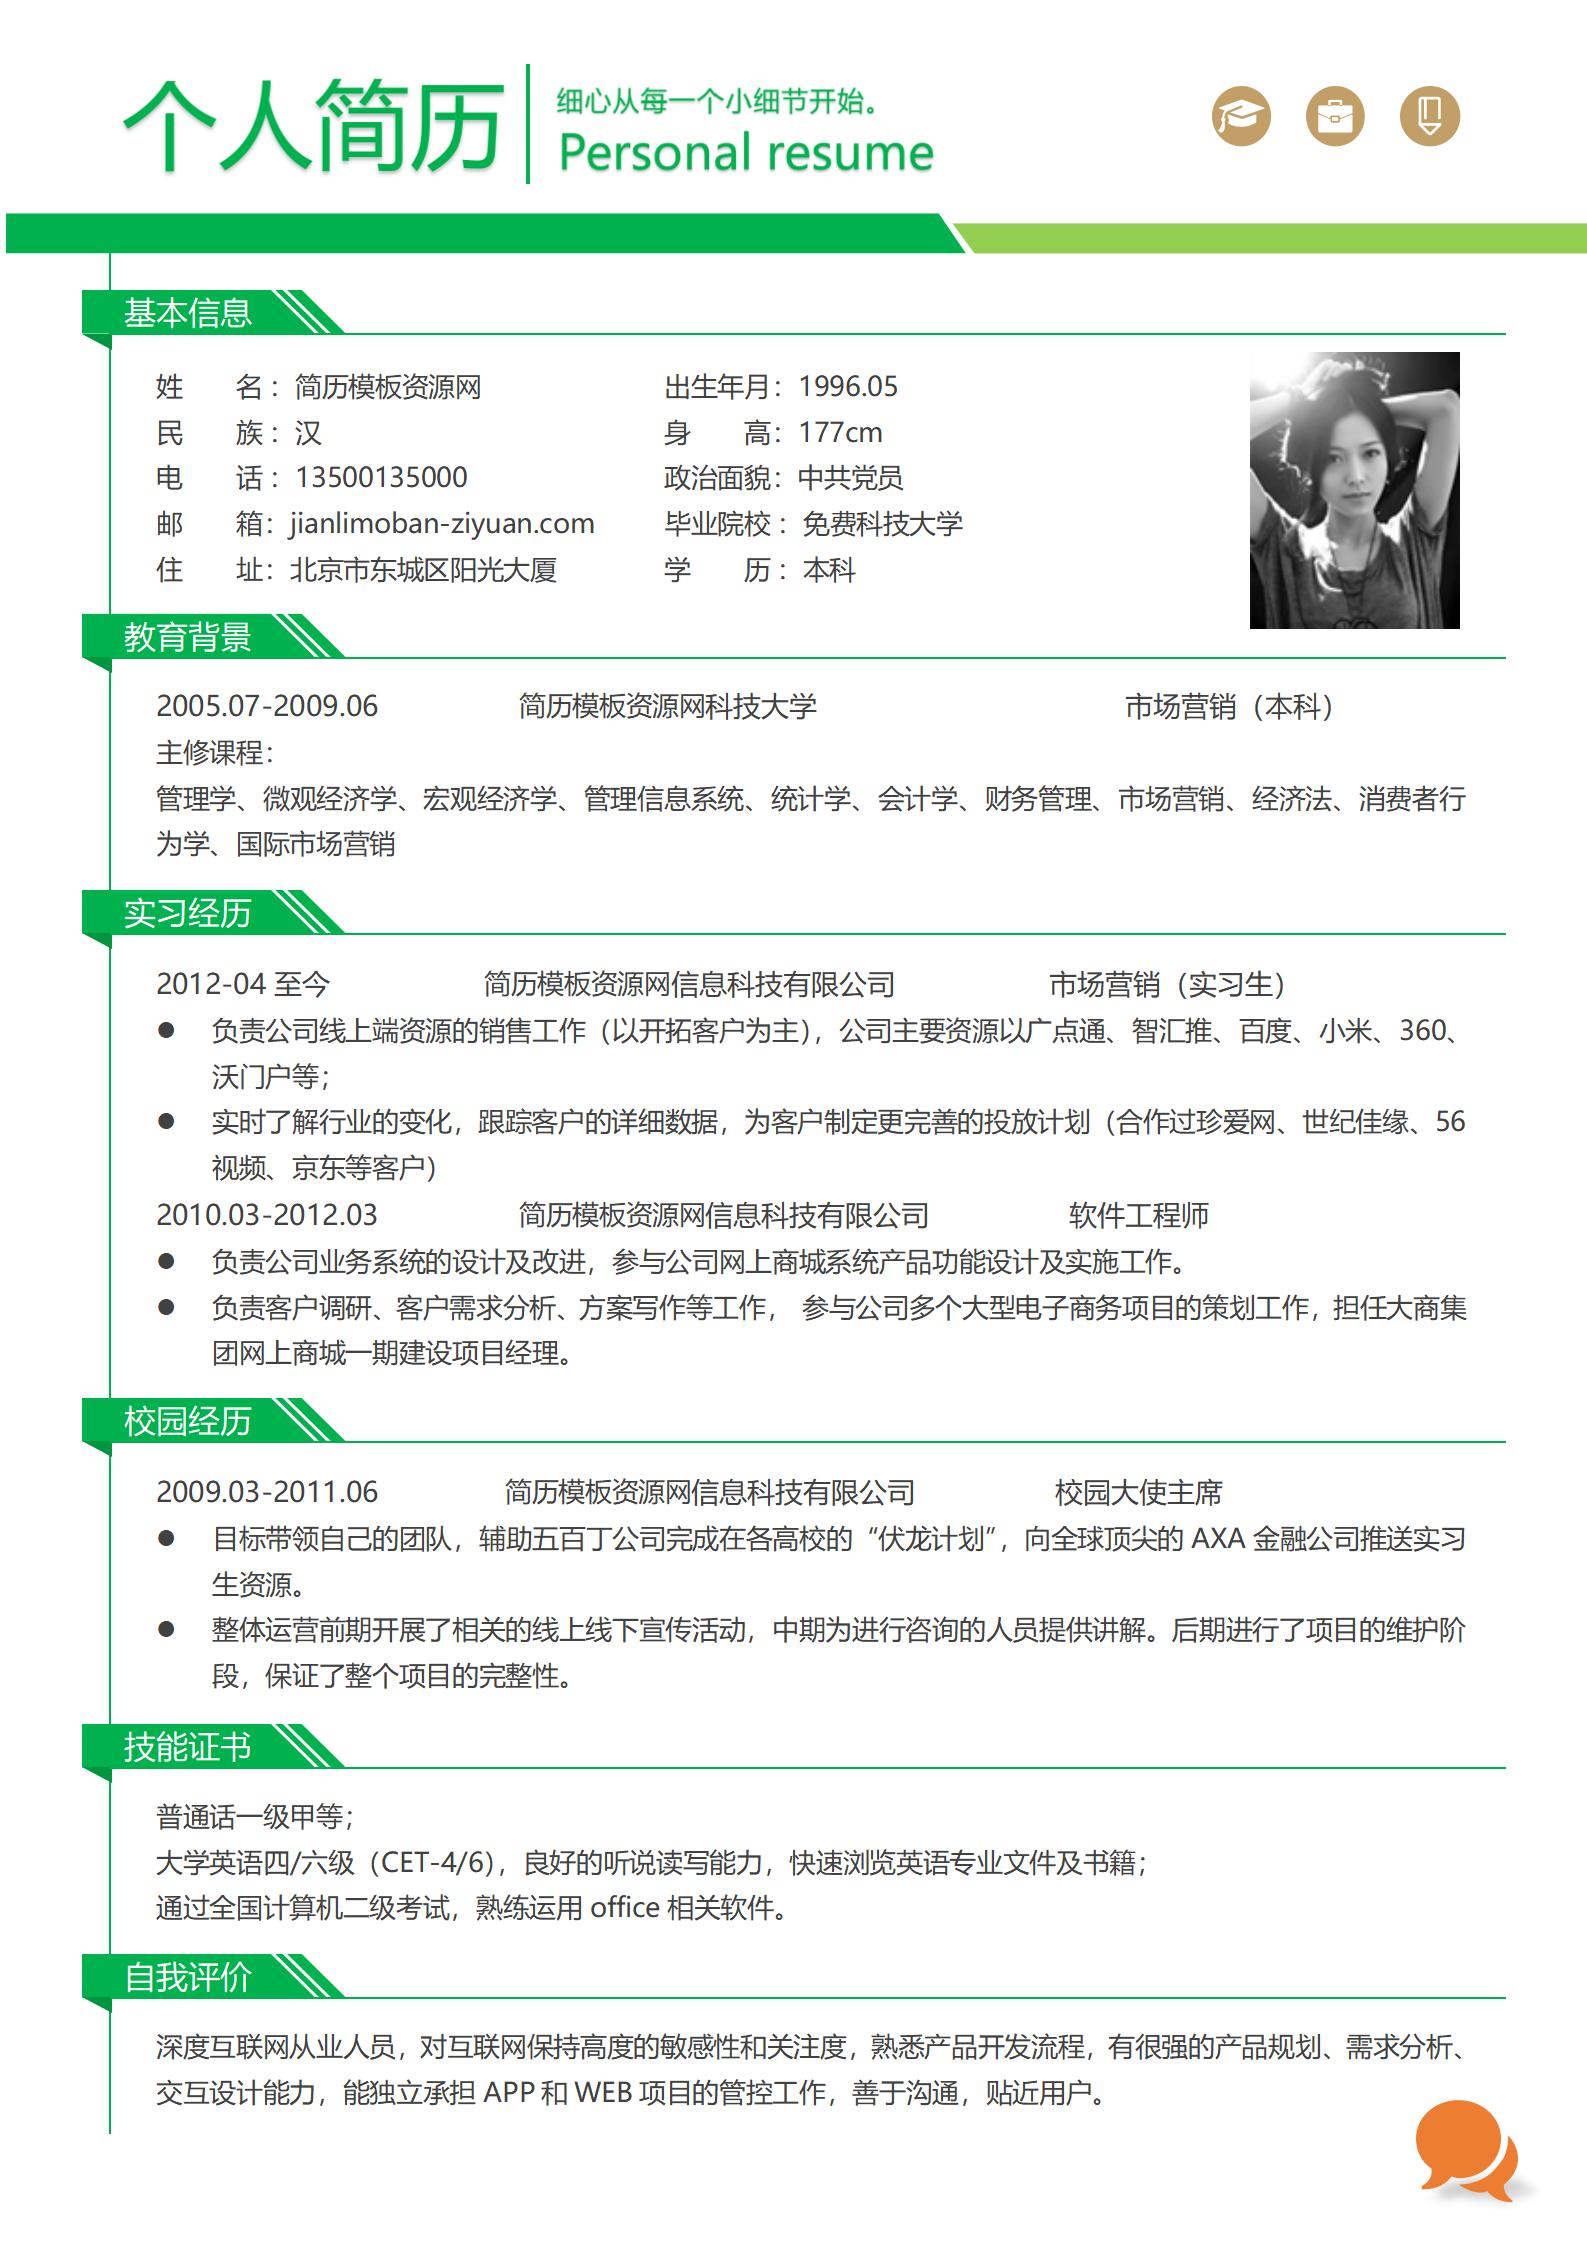 个人简历
细心从每一个小细节开始。
Personal resume
基本信息
姓 名：简历模板资源网 出生年月：1996.05
民 族：汉 身 高：177cm
电 话：13500135000 政治面貌：中共党员
邮 箱：jianlimoban-ziyuan.com 毕业院校：免费科技大学
住 址：北京市东城区阳光大厦 学 历：本科
教育背景
2005.07-2009.06 简历模板资源网科技大学 市场营销（本科）
主修课程：
管理学、微观经济学、宏观经济学、管理信息系统、统计学、会计学、财务管理、市场营销、经济法、消费者行
为学、国际市场营销
实习经历
2012-04 至今 简历模板资源网信息科技有限公司 市场营销（实习生）
● 负责公司线上端资源的销售工作（以开拓客户为主），公司主要资源以广点通、智汇推、百度、小米、360、
沃门户等；
● 实时了解行业的变化，跟踪客户的详细数据，为客户制定更完善的投放计划（合作过珍爱网、世纪佳缘、56
视频、京东等客户）
2010.03-2012.03 简历模板资源网信息科技有限公司 软件工程师
● 负责公司业务系统的设计及改进，参与公司网上商城系统产品功能设计及实施工作。
● 负责客户调研、客户需求分析、方案写作等工作， 参与公司多个大型电子商务项目的策划工作，担任大商集
团网上商城一期建设项目经理。
校园经历
2009.03-2011.06 简历模板资源网信息科技有限公司 校园大使主席
● 目标带领自己的团队，辅助五百丁公司完成在各高校的“伏龙计划”，向全球顶尖的 AXA 金融公司推送实习
生资源。
● 整体运营前期开展了相关的线上线下宣传活动，中期为进行咨询的人员提供讲解。后期进行了项目的维护阶
段，保证了整个项目的完整性。
技能证书
普通话一级甲等；
大学英语四/六级（CET-4/6），良好的听说读写能力，快速浏览英语专业文件及书籍；
通过全国计算机二级考试，熟练运用 office 相关软件。
自我评价
深度互联网从业人员，对互联网保持高度的敏感性和关注度，熟悉产品开发流程，有很强的产品规划、需求分析、
交互设计能力，能独立承担 APP 和 WEB 项目的管控工作，善于沟通，贴近用户。